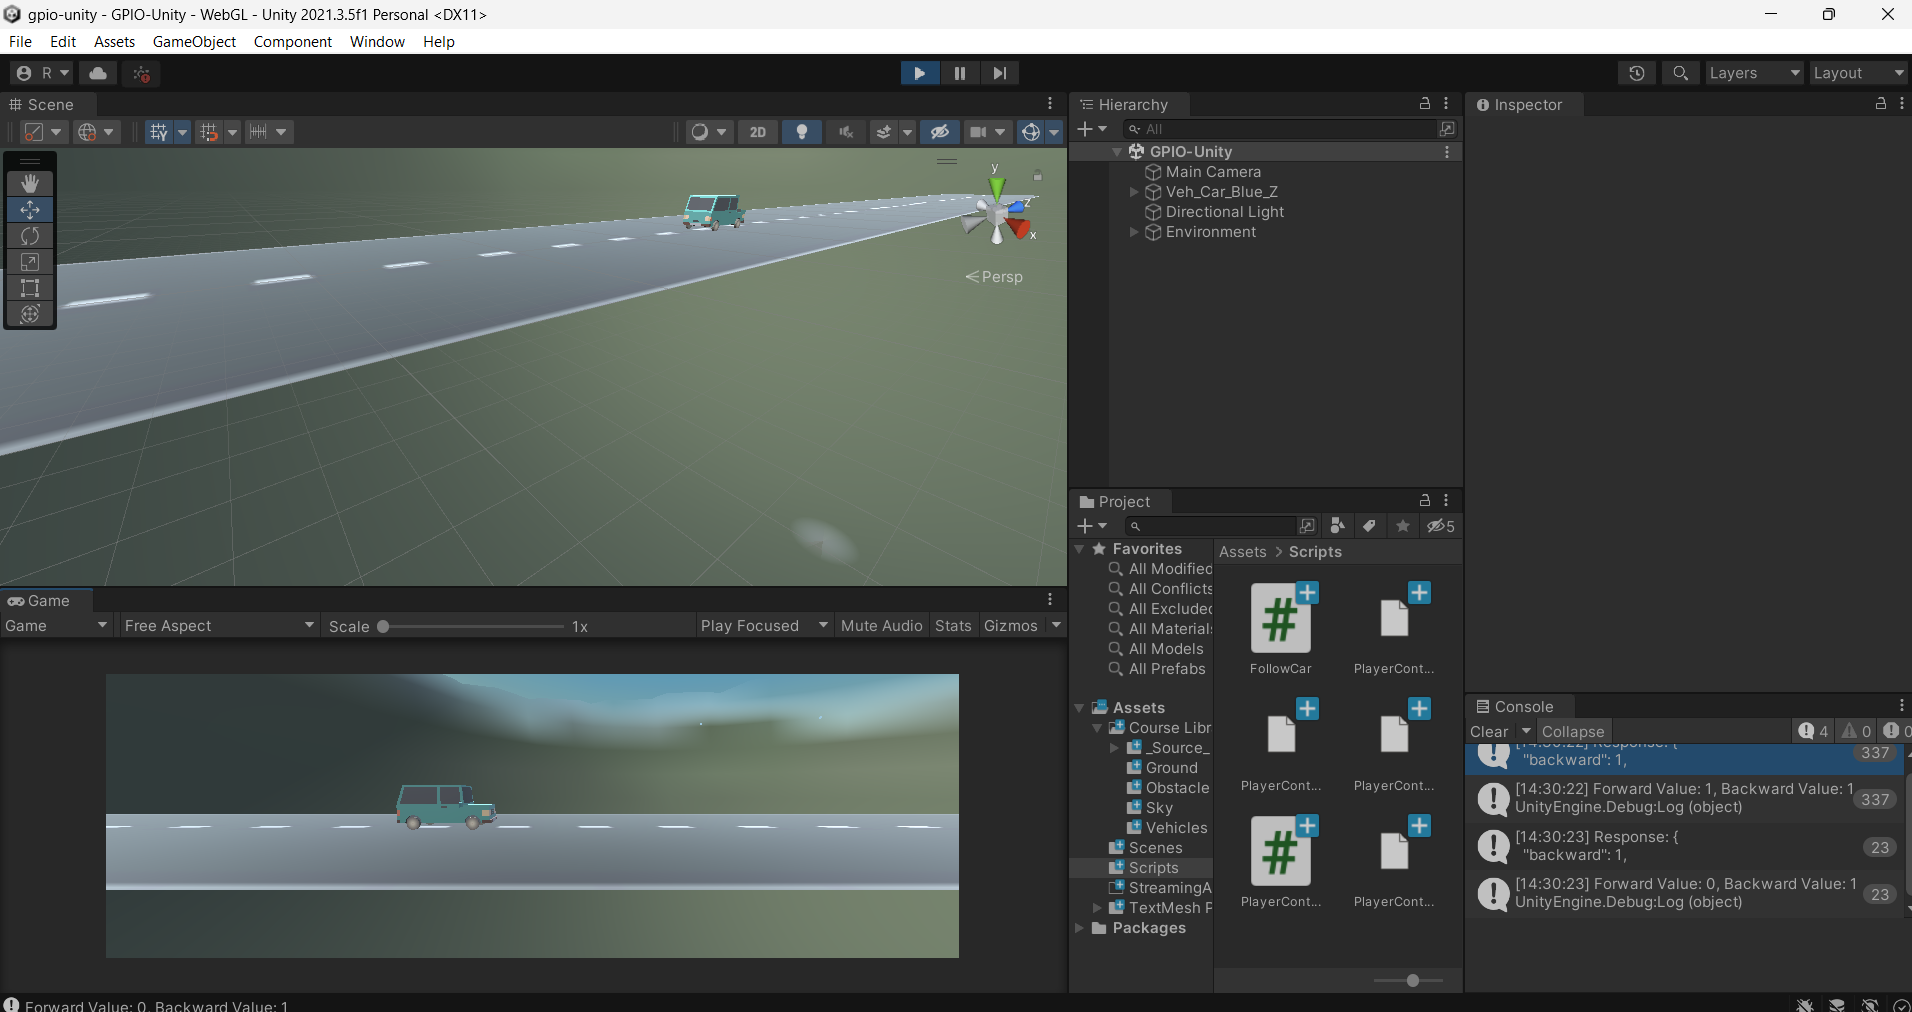 gpio-unity - GPIO-Unity - WebGL - Unity 2021.3.5f1 Personal <DX11>
File Edit Assets GameObject Component Window Help
R
Layers
Layout
Scene
2D
y
z
x
Persp
Hierarchy
All
GPIO-Unity
Main Camera
Veh_Car_Blue_Z
Directional Light
Environment
Inspector
Game
Game Free Aspect Scale 1x Play Focused Mute Audio Stats Gizmos
Project
5
Favorites
All Modified
All Conflicts
All Excluded
All Materials
All Models
All Prefabs
Assets
Course Libr
_Source_
Ground
Obstacle
Sky
Vehicles
Scenes
Scripts
StreamingA
TextMesh P
Packages
Assets > Scripts
FollowCar
PlayerCont...
PlayerCont...
PlayerCont...
PlayerCont...
PlayerCont...
Console
Clear Collapse 4 0 0
[14:30:22] Response: {
"backward": 1,
337
[14:30:22] Forward Value: 1, Backward Value: 1
UnityEngine.Debug:Log (object)
337
[14:30:23] Response: {
"backward": 1,
23
[14:30:23] Forward Value: 0, Backward Value: 1
UnityEngine.Debug:Log (object)
23
Forward Value: 0, Backward Value: 1